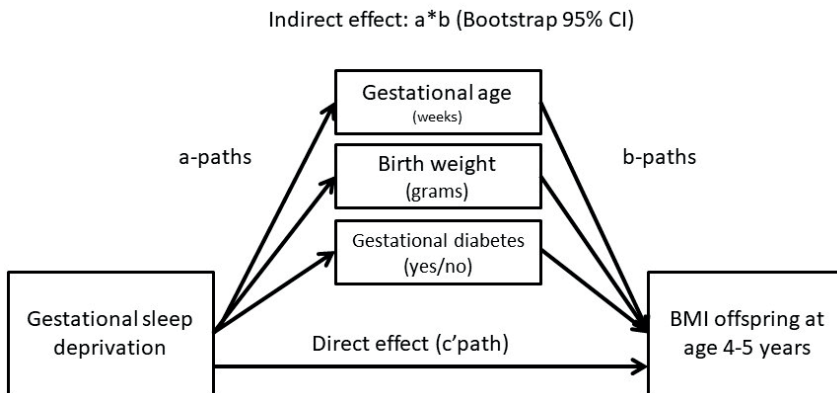 Indirect effect: a*b (Bootstrap 95% CI)
Gestational age
(weeks)
a-paths
b-paths
Birth weight
(grams)
Gestational diabetes
(yes/no)
Gestational sleep
deprivation
Direct effect (c'path)
BMI offspring at
age 4-5 years